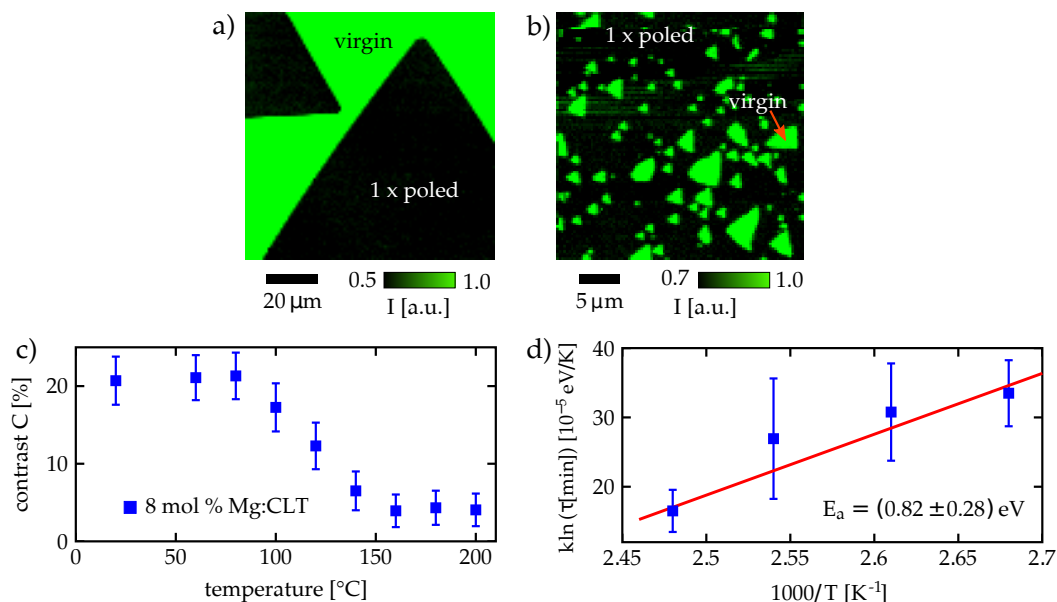 a)
virgin
1 x poled
20 µm
0.5
1.0
I [a.u.]
b)
1 x poled
virgin
5 µm
0.7
1.0
I [a.u.]
c)
contrast C [%]
20
10
0
8 mol % Mg:CLT
0
50
100
150
200
temperature [°C]
d)
kln (τ[min]) [10⁻⁵ eV/K]
40
30
20
Eₐ = (0.82 ±0.28) eV
2.45
2.5
2.55
2.6
2.65
2.7
1000/T [K⁻¹]